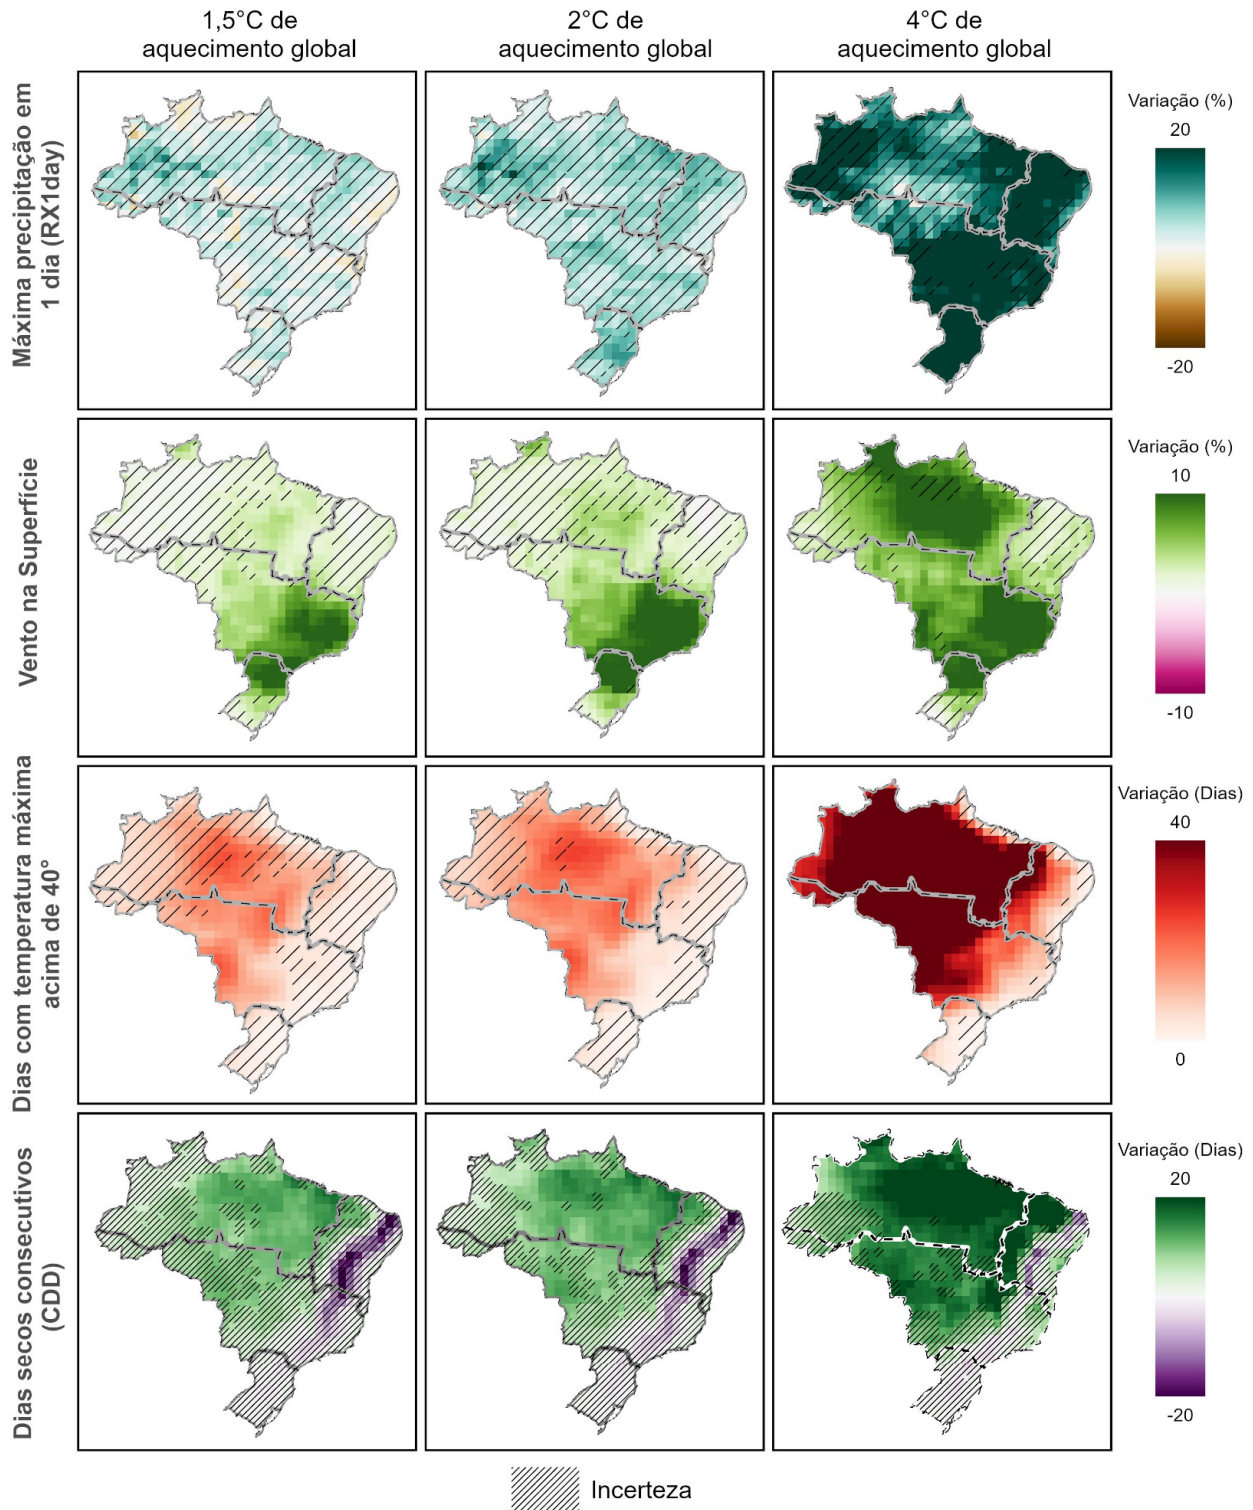 1,5°C de
aquecimento global
2°C de
aquecimento global
4°C de
aquecimento global
Máxima precipitação em
1 dia (RX1day)
Variação (%)
20
-20
Vento na Superfície
Variação (%)
10
-10
Dias com temperatura máxima
acima de 40°
Variação (Dias)
40
0
Dias secos consecutivos
(CDD)
Variação (Dias)
20
-20
Incerteza